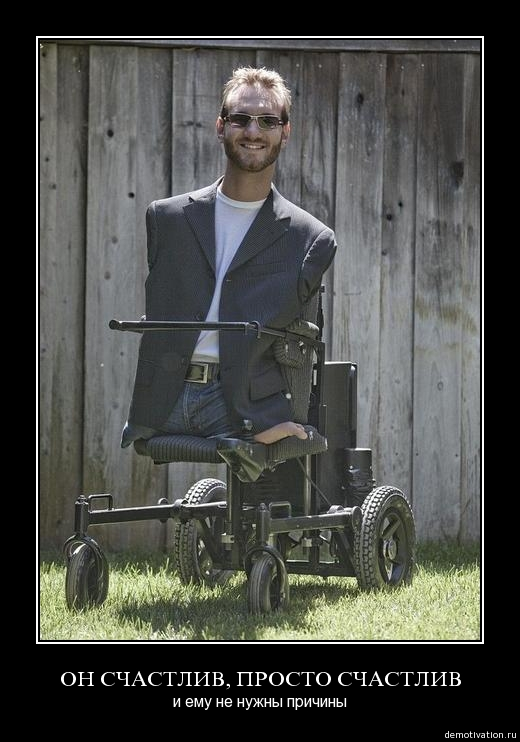 ОН СЧАСТЛИВ, ПРОСТО СЧАСТЛИВ
и ему не нужны причины
demotivation.ru